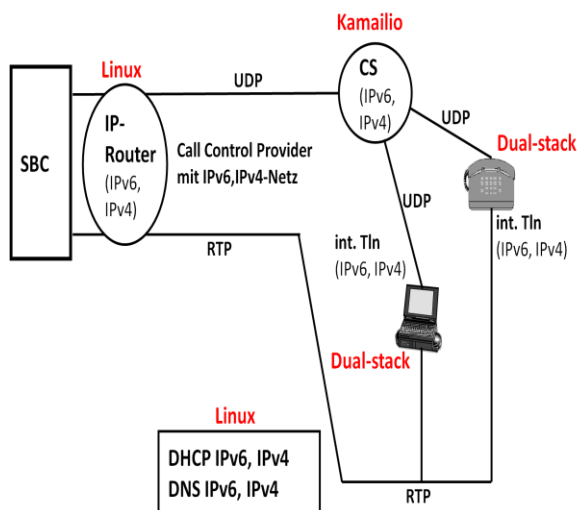 Kamailio
Linux
UDP
CS
(IPv6,
IPv4)
UDP
Dual-stack
SBC
IP-
Router
(IPv6,
IPv4)
Call Control Provider
mit IPv6,IPv4-Netz
UDP
int. Tln
(IPv6, IPv4)
int. Tln
(IPv6, IPv4)
RTP
Dual-stack
Linux
DHCP IPv6, IPv4
DNS IPv6, IPv4
RTP